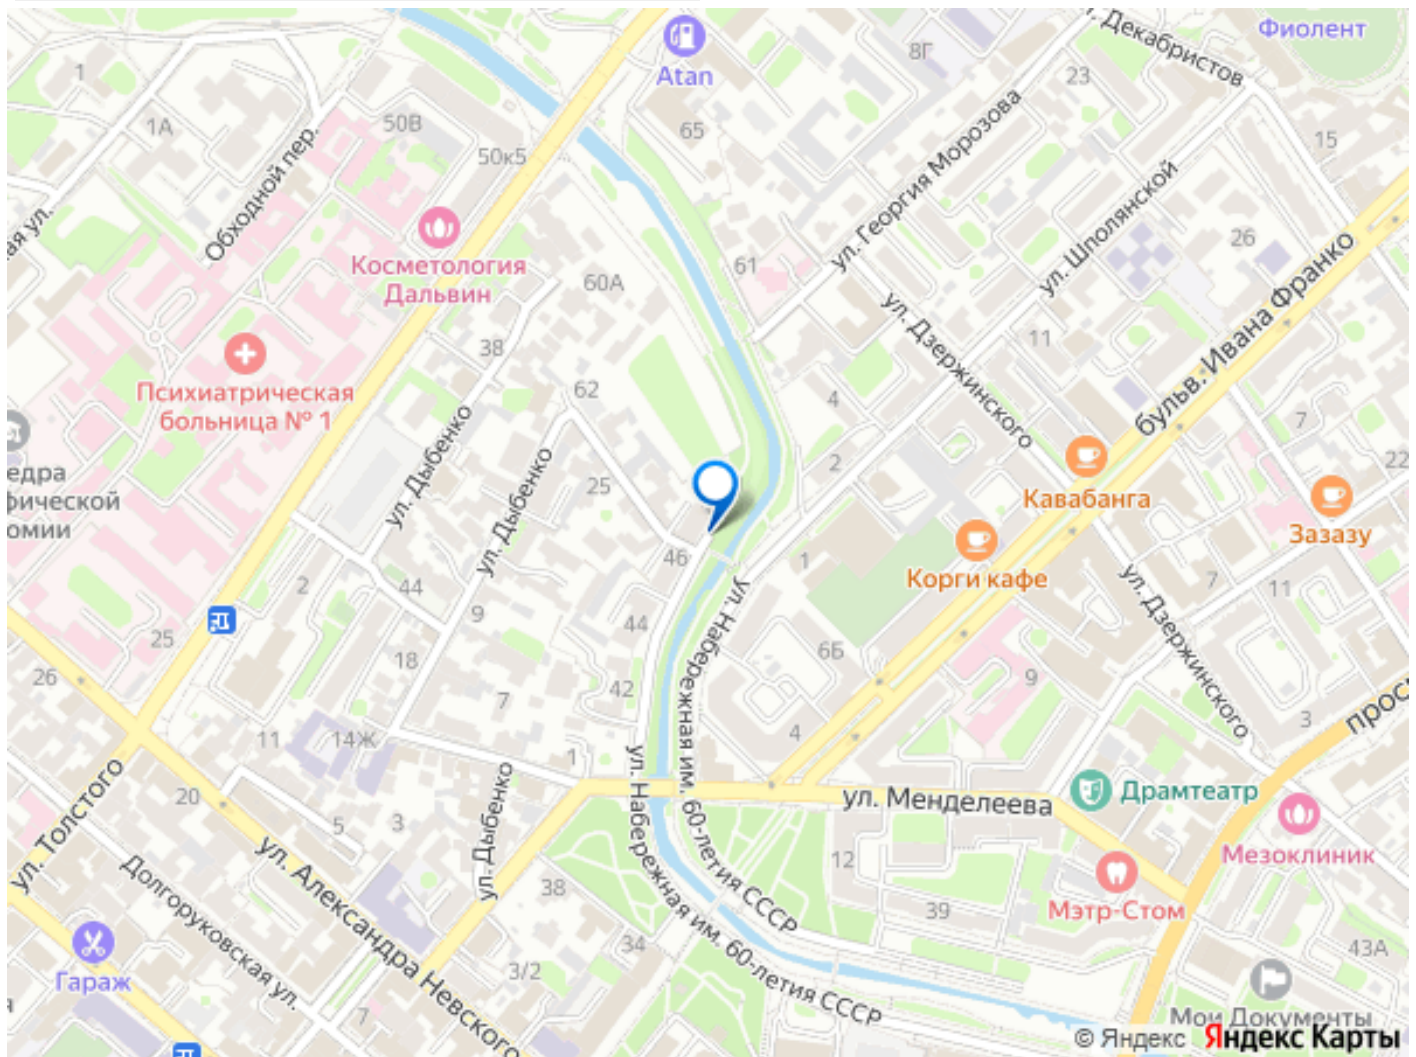 Atan
Фиолент
ул. Декабристов
8Г
23
1
1А
50В
50к5
65
15
Обходной пер.
ул. Георгия Морозова
ул. Шполянской
26
Косметология
Дальвин
60А
61
ул. Дзержинского
11
бульв. Ивана Франко
38
62
4
7
Психиатрическая
больница № 1
ул. Дыбенко
ул. Дыбенко
25
2
22
Кавабанга
Зазазу
едра
фической
омии
46
1
Корги кафе
7
11
2
44
9
44
ул. Набережная им. 60-летия СССР
ул. Дзержинского
25
18
6Б
9
26
7
42
3
просп
11
14Ж
1
4
ул. Толстого
20
5
3
ул. Дыбенко
ул. Менделеева
Драмтеатр
Мезоклиник
12
38
39
Мэтр-Стом
ул. Александра Невского
Долгоруковская ул.
ул. Набережная им. 60-летия СССР
34
43А
Гараж
3/2
7
Мои Документы
© Яндекс Яндекс Карты